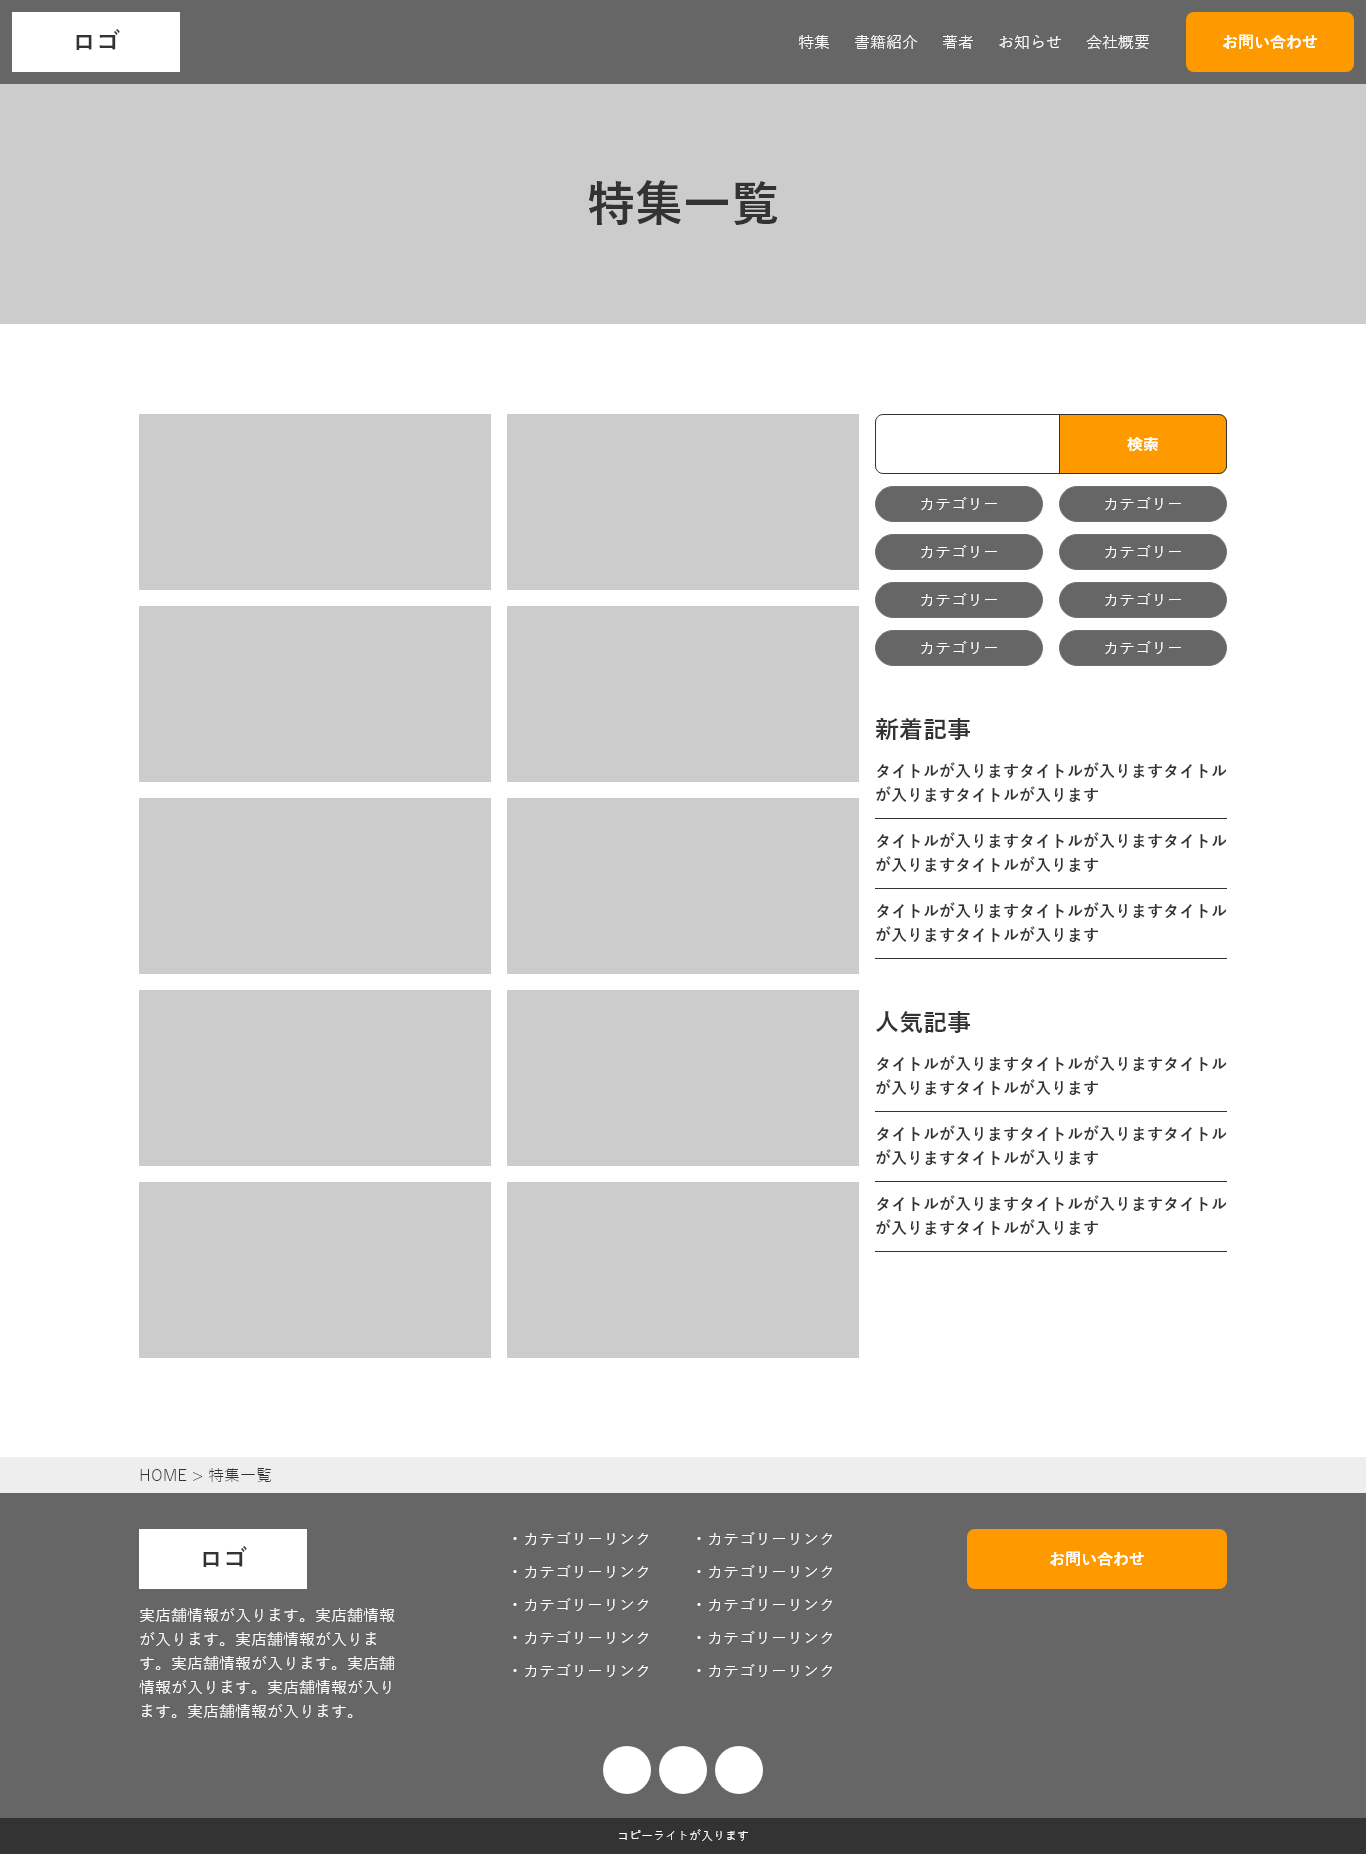 ロゴ
特集 書籍紹介 著者 お知らせ 会社概要 お問い合わせ
特集一覧
検索
カテゴリー カテゴリー
カテゴリー カテゴリー
カテゴリー カテゴリー
カテゴリー カテゴリー
新着記事
タイトルが入りますタイトルが入りますタイトル
が入りますタイトルが入ります
タイトルが入りますタイトルが入りますタイトル
が入りますタイトルが入ります
タイトルが入りますタイトルが入りますタイトル
が入りますタイトルが入ります
人気記事
タイトルが入りますタイトルが入りますタイトル
が入りますタイトルが入ります
タイトルが入りますタイトルが入りますタイトル
が入りますタイトルが入ります
タイトルが入りますタイトルが入りますタイトル
が入りますタイトルが入ります
HOME > 特集一覧
ロゴ
実店舗情報が入ります。実店舗情報
が入ります。実店舗情報が入りま
す。実店舗情報が入ります。実店舗
情報が入ります。実店舗情報が入り
ます。実店舗情報が入ります。
・カテゴリーリンク ・カテゴリーリンク
・カテゴリーリンク ・カテゴリーリンク
・カテゴリーリンク ・カテゴリーリンク
・カテゴリーリンク ・カテゴリーリンク
・カテゴリーリンク ・カテゴリーリンク
お問い合わせ
コピーライトが入ります